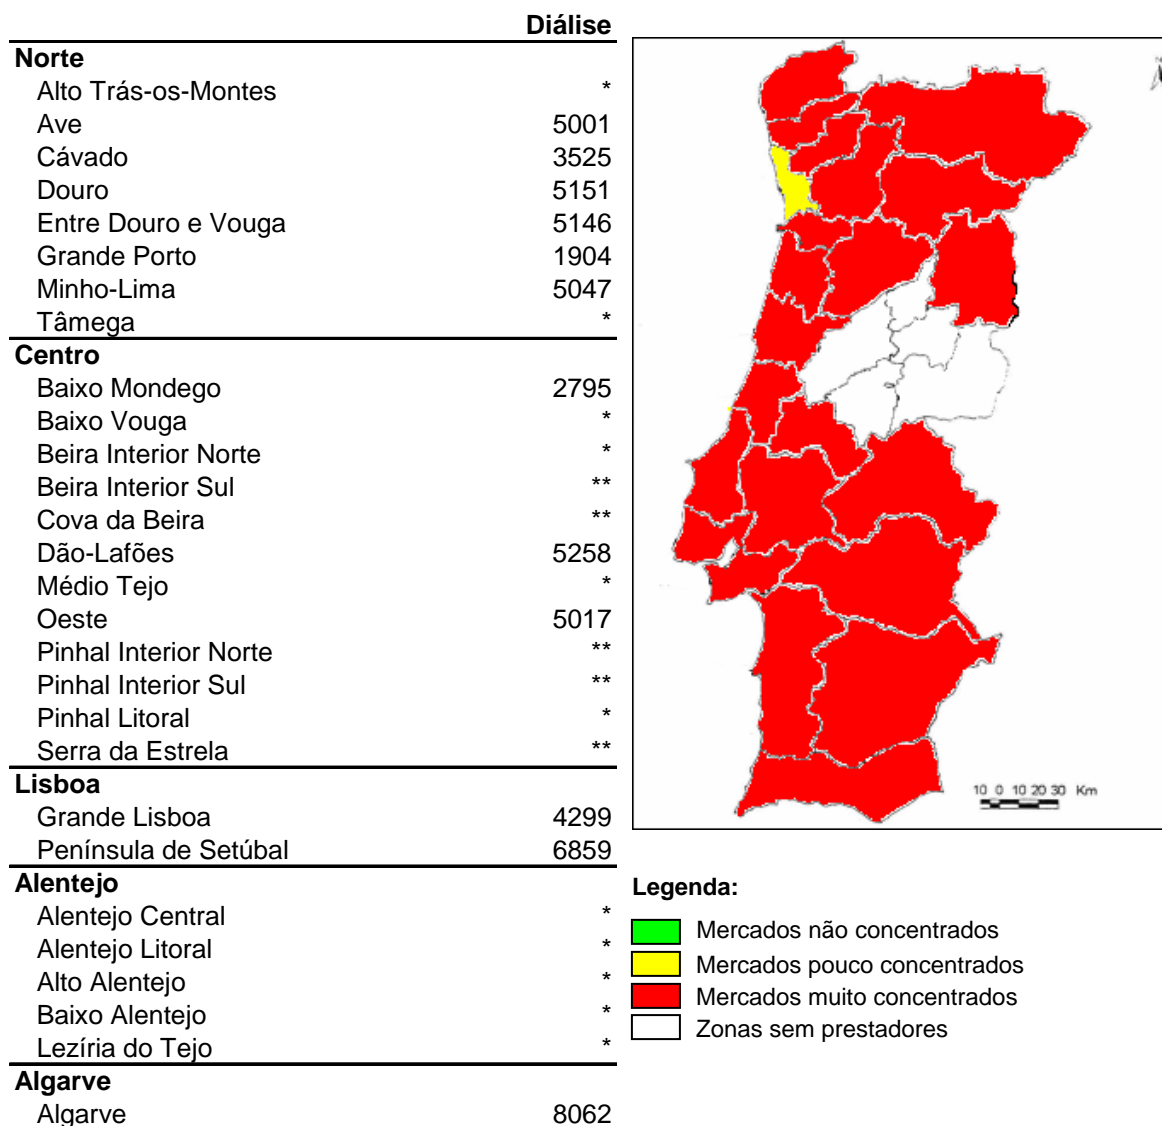 Diálise
Norte
Alto Trás-os-Montes *
Ave 5001
Cávado 3525
Douro 5151
Entre Douro e Vouga 5146
Grande Porto 1904
Minho-Lima 5047
Tâmega *
Centro
Baixo Mondego 2795
Baixo Vouga *
Beira Interior Norte *
Beira Interior Sul **
Cova da Beira **
Dão-Lafões 5258
Médio Tejo *
Oeste 5017
Pinhal Interior Norte **
Pinhal Interior Sul **
Pinhal Litoral *
Serra da Estrela **
Lisboa
Grande Lisboa 4299
Península de Setúbal 6859
Alentejo
Alentejo Central *
Alentejo Litoral *
Alto Alentejo *
Baixo Alentejo *
Lezíria do Tejo *
Algarve
Algarve 8062
10 0 10 20 30 Km
Legenda:
Mercados não concentrados
Mercados pouco concentrados
Mercados muito concentrados
Zonas sem prestadores